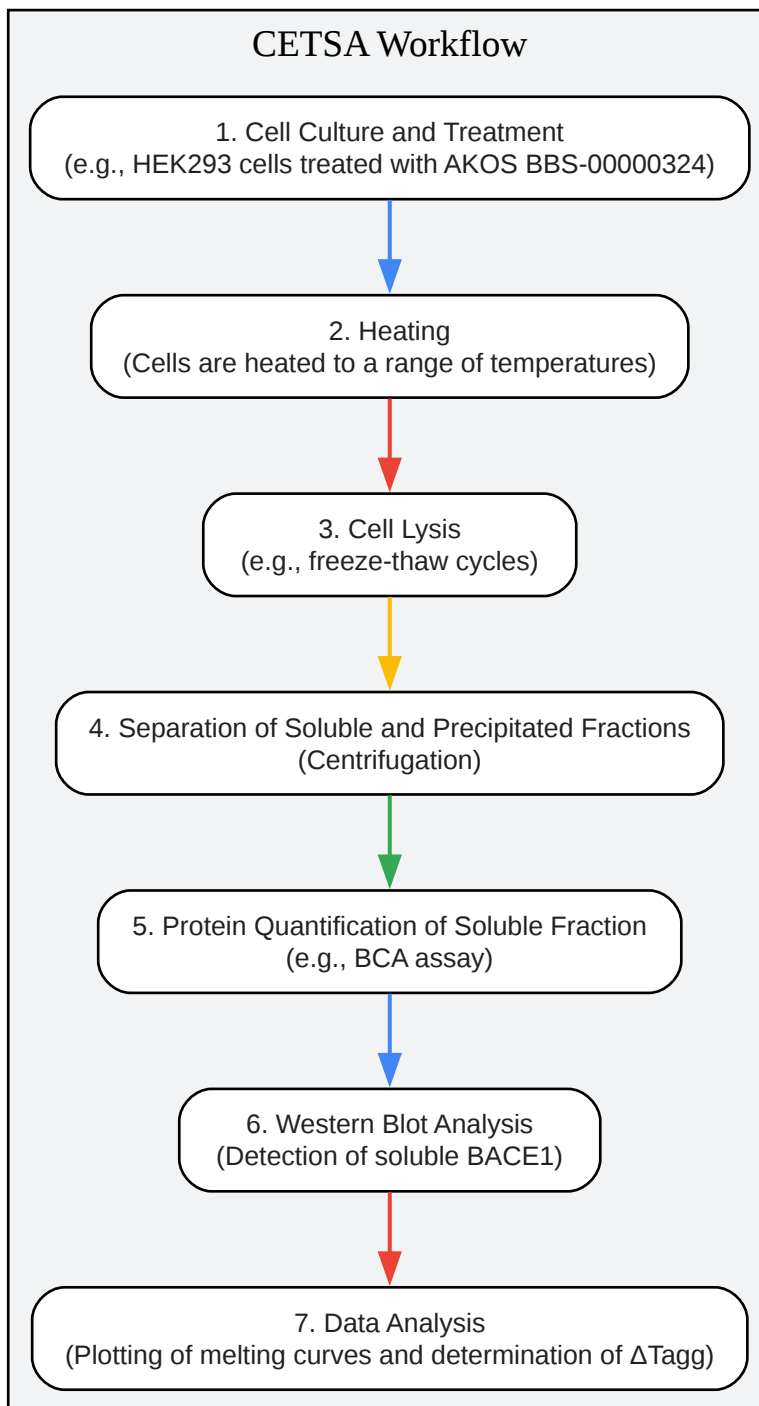 CETSA Workflow
1. Cell Culture and Treatment
(e.g., HEK293 cells treated with AKOS BBS-00000324)
2. Heating
(Cells are heated to a range of temperatures)
3. Cell Lysis
(e.g., freeze-thaw cycles)
4. Separation of Soluble and Precipitated Fractions
(Centrifugation)
5. Protein Quantification of Soluble Fraction
(e.g., BCA assay)
6. Western Blot Analysis
(Detection of soluble BACE1)
7. Data Analysis
(Plotting of melting curves and determination of ΔTagg)